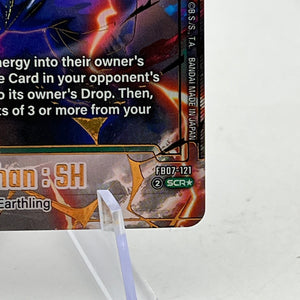 nergy into their owner's
e Card in your opponent's
o its owner's Drop. Then,
ts of 3 or more from your
han : SH
Earthling
FB07-121
2 SCR★
©B.S./S., T.A. BANDAI MADE IN JAPAN